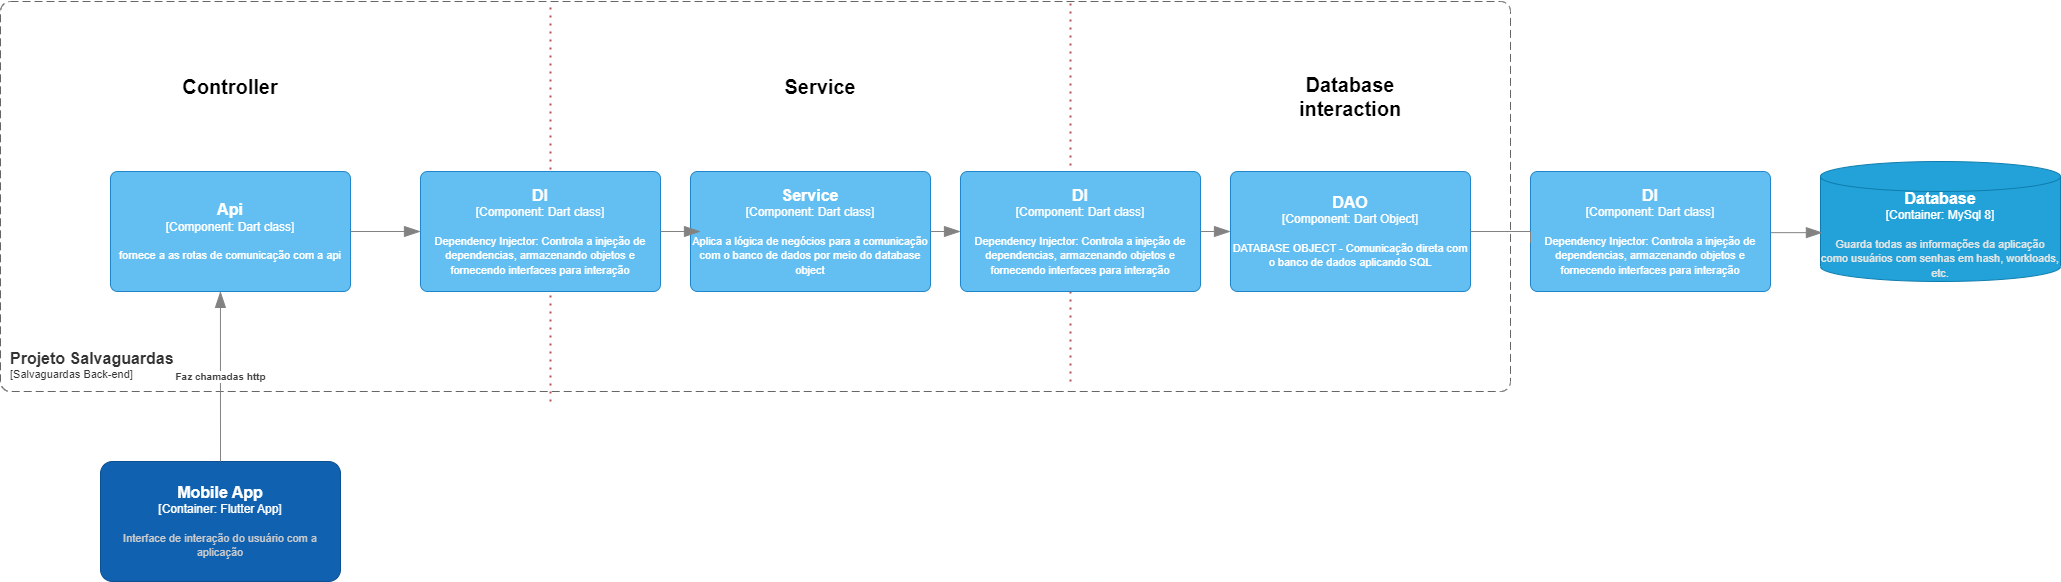 Controller
Service
Database
interaction
Api
[Component: Dart class]
fornece a as rotas de comunicação com a api
DI
[Component: Dart class]
Dependency Injector: Controla a injeção de
dependencias, armazenando objetos e
fornecendo interfaces para interação
Service
[Component: Dart class]
Aplica a lógica de negócios para a comunicação
com o banco de dados por meio do database
object
DI
[Component: Dart class]
Dependency Injector: Controla a injeção de
dependencias, armazenando objetos e
fornecendo interfaces para interação
DAO
[Component: Dart Object]
DATABASE OBJECT - Comunicação direta com
o banco de dados aplicando SQL
DI
[Component: Dart class]
Dependency Injector: Controla a injeção de
dependencias, armazenando objetos e
fornecendo interfaces para interação
Database
[Container: MySql 8]
Guarda todas as informações da aplicação
como usuários com senhas em hash, workloads,
etc.
Projeto Salvaguardas
[Salvaguardas Back-end]
Faz chamadas http
Mobile App
[Container: Flutter App]
Interface de interação do usuário com a
aplicação